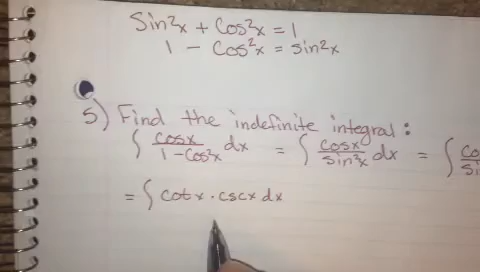 Sin²x + Cos²x = 1
1 - Cos²x = sin²x
5) Find the indefinite integral:
∫ cosx/1-cos²x dx = ∫ cosx/sin²x dx = ∫
= ∫ cotx · cscx dx